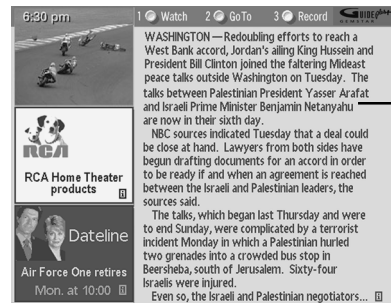 6:30 pm
1 Watch 2 GoTo 3 Record GUIDE Plus+
GEMSTAR
WASHINGTON — Redoubling efforts to reach a
West Bank accord, Jordan's ailing King Hussein and
President Bill Clinton joined the faltering Mideast
peace talks outside Washington on Tuesday. The
talks between Palestinian President Yasser Arafat
and Israeli Prime Minister Benjamin Netanyahu
are now in their sixth day.
NBC sources indicated Tuesday that a deal could
be close at hand. Lawyers from both sides have
begun drafting documents for an accord in order
to be ready if and when an agreement is reached
between the Israeli and Palestinian leaders, the
sources said.
The talks, which began last Thursday and were
to end Sunday, were complicated by a terrorist
incident Monday in which a Palestinian hurled
two grenades into a crowded bus stop in
Beersheba, south of Jerusalem. Sixty-four
Israelis were injured.
Even so, the Israeli and Palestinian negotiators... i
RCA
RCA Home Theater
products i
Dateline
Air Force One retires
Mon. at 10:00 i